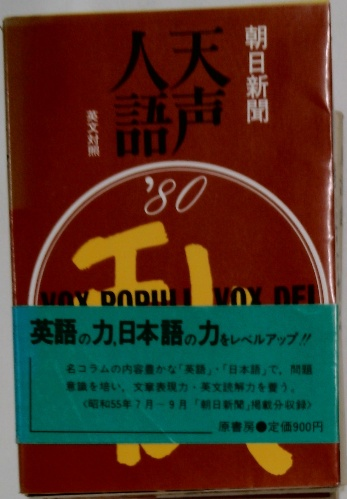 朝日新聞
天声
人語
英文対照
'80
VOX POPULI VOX DEI
英語の力、日本語の力をレベルアップ!!
名コラムの内容豊かな「英語」・「日本語」で、問題
意識を培い、文章表現力・英文読解力を養う。
〈昭和55年7月～9月「朝日新聞」掲載分収録〉
原書房●定価900円